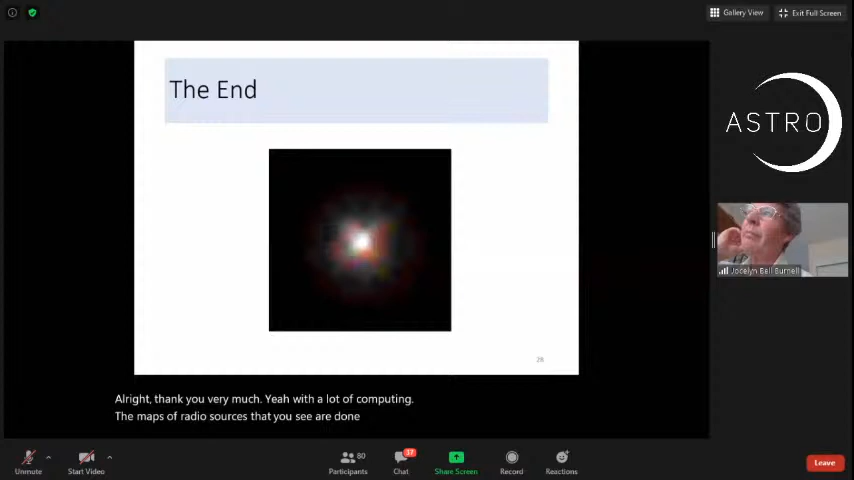 Gallery View
Exit Full Screen
The End
ASTRO
Jocelyn Bell Burnell
28
Alright, thank you very much. Yeah with a lot of computing.
The maps of radio sources that you see are done
Unmute
Start Video
80
Participants
37
Chat
Share Screen
Record
Reactions
Leave